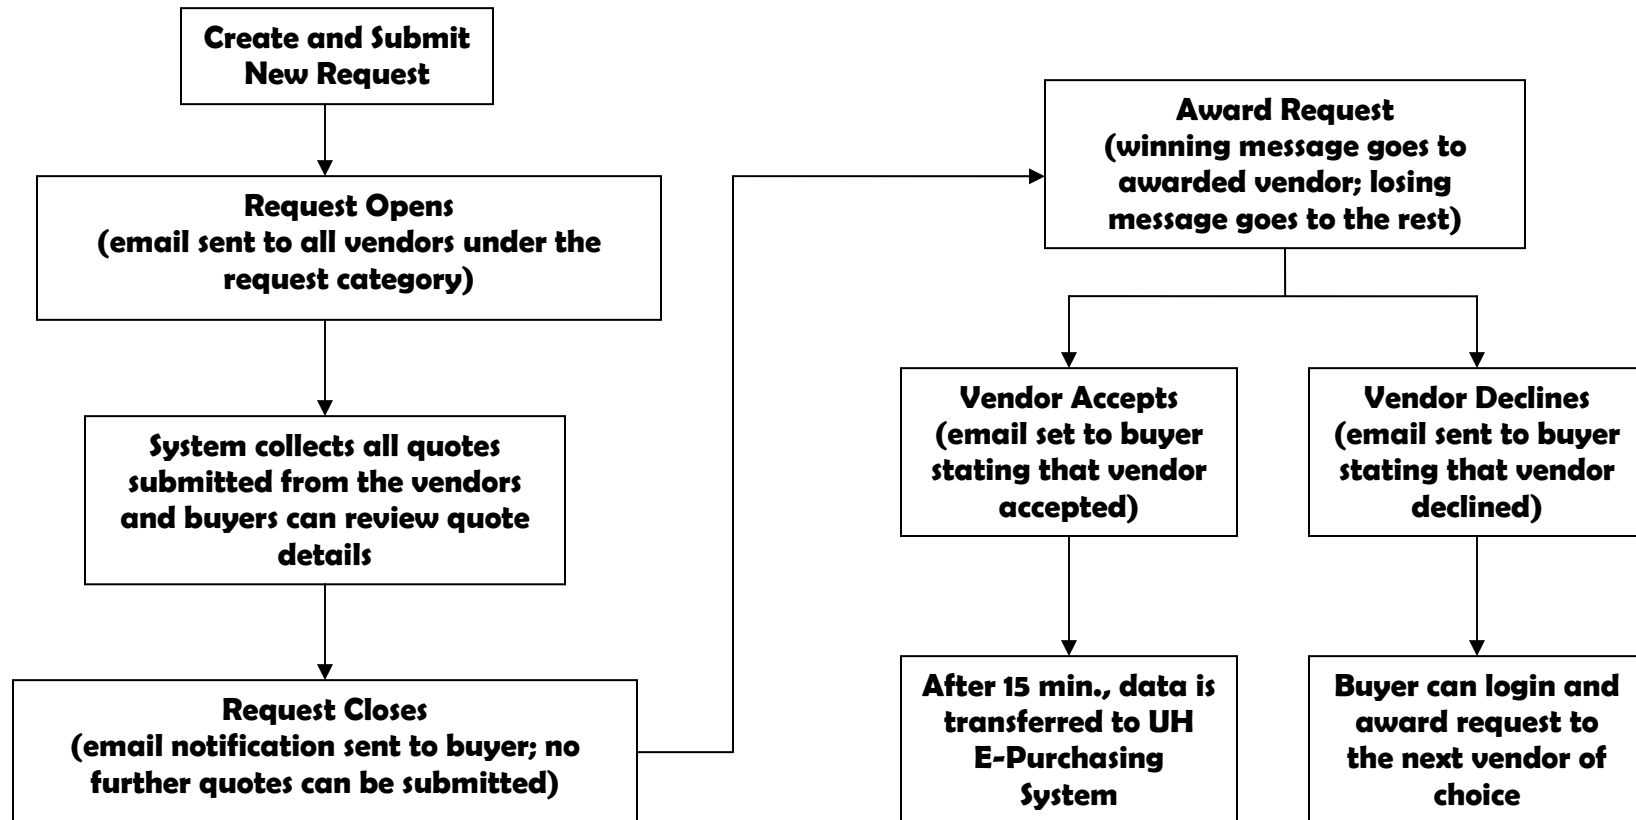 Create and Submit
New Request
Request Opens
(email sent to all vendors under the
request category)
System collects all quotes
submitted from the vendors
and buyers can review quote
details
Request Closes
(email notification sent to buyer; no
further quotes can be submitted)
Award Request
(winning message goes to
awarded vendor; losing
message goes to the rest)
Vendor Accepts
(email set to buyer
stating that vendor
accepted)
Vendor Declines
(email sent to buyer
stating that vendor
declined)
After 15 min., data is
transferred to UH
E-Purchasing
System
Buyer can login and
award request to
the next vendor of
choice